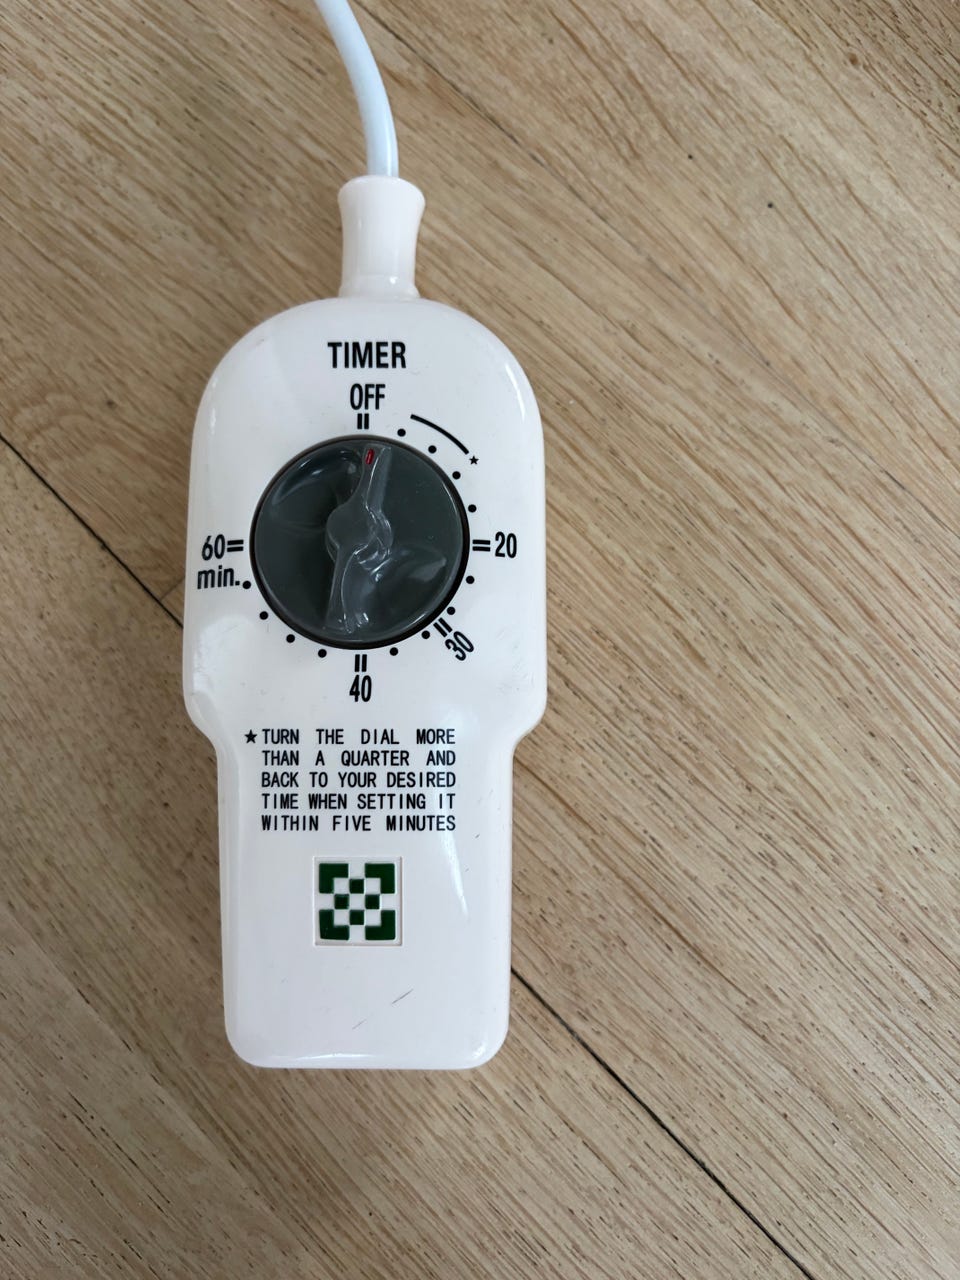 TIMER
OFF
★
60
min.
20
30
40
★TURN THE DIAL MORE
THAN A QUARTER AND
BACK TO YOUR DESIRED
TIME WHEN SETTING IT
WITHIN FIVE MINUTES